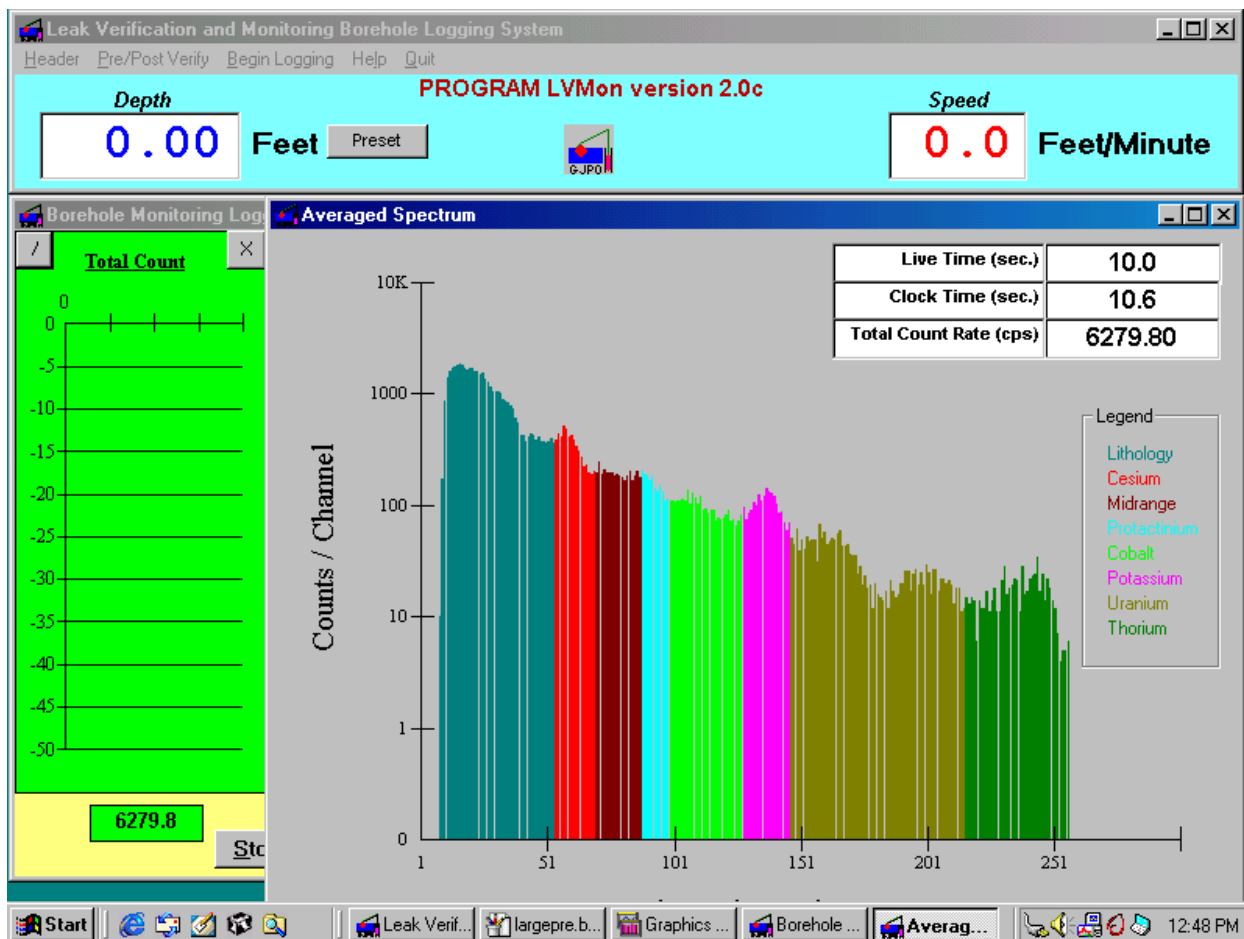 Leak Verification and Monitoring Borehole Logging System
Header Pre/Post Verify Begin Logging Help Quit
PROGRAM LVMon version 2.0c
Depth
0.00 Feet
Preset
GJPO
Speed
0.0 Feet/Minute
Borehole Monitoring Log
/
Total Count
X
0
0
-5
-10
-15
-20
-25
-30
-35
-40
-45
-50
6279.8
Sto
Averaged Spectrum
Live Time (sec.) 10.0
Clock Time (sec.) 10.6
Total Count Rate (cps) 6279.80
10K
1000
100
10
1
0
Counts / Channel
1 51 101 151 201 251
Legend
Lithology
Cesium
Midrange
Protactinium
Cobalt
Potassium
Uranium
Thorium
Start
Leak Verif...
largepre.b...
Graphics ...
Borehole ...
Averag...
12:48 PM